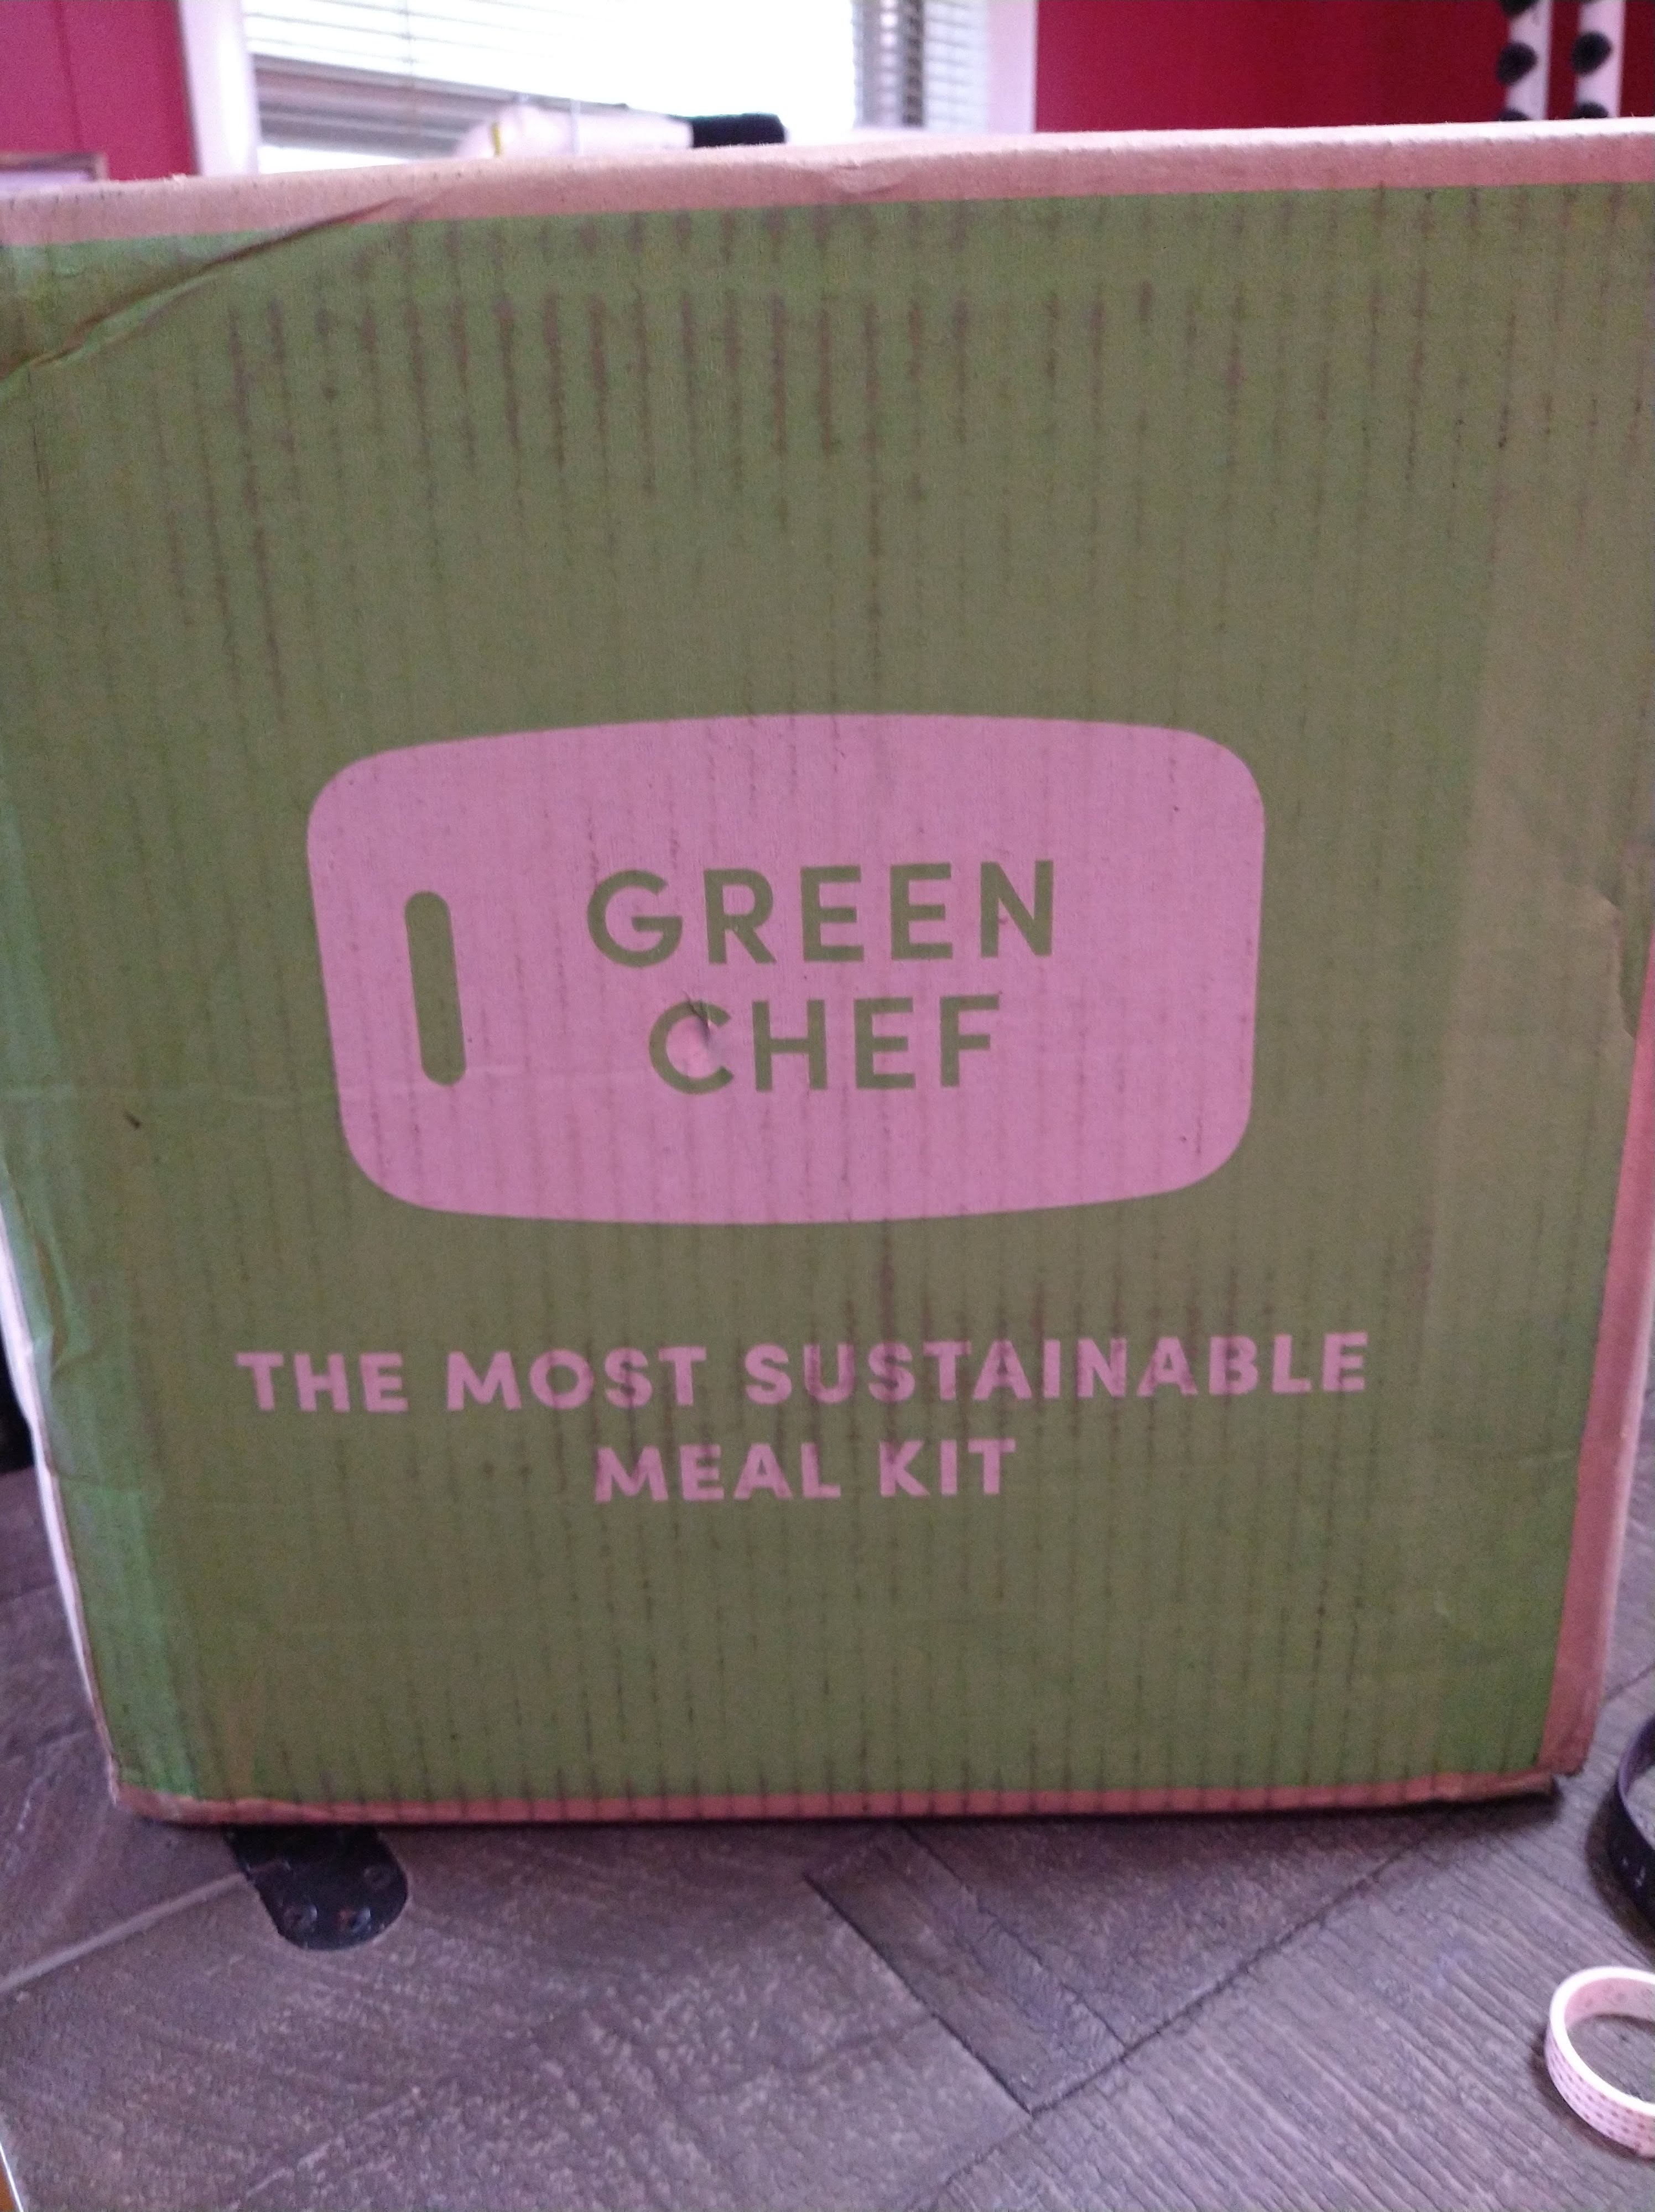 GREEN
CHEF
THE MOST SUSTAINABLE
MEAL KIT